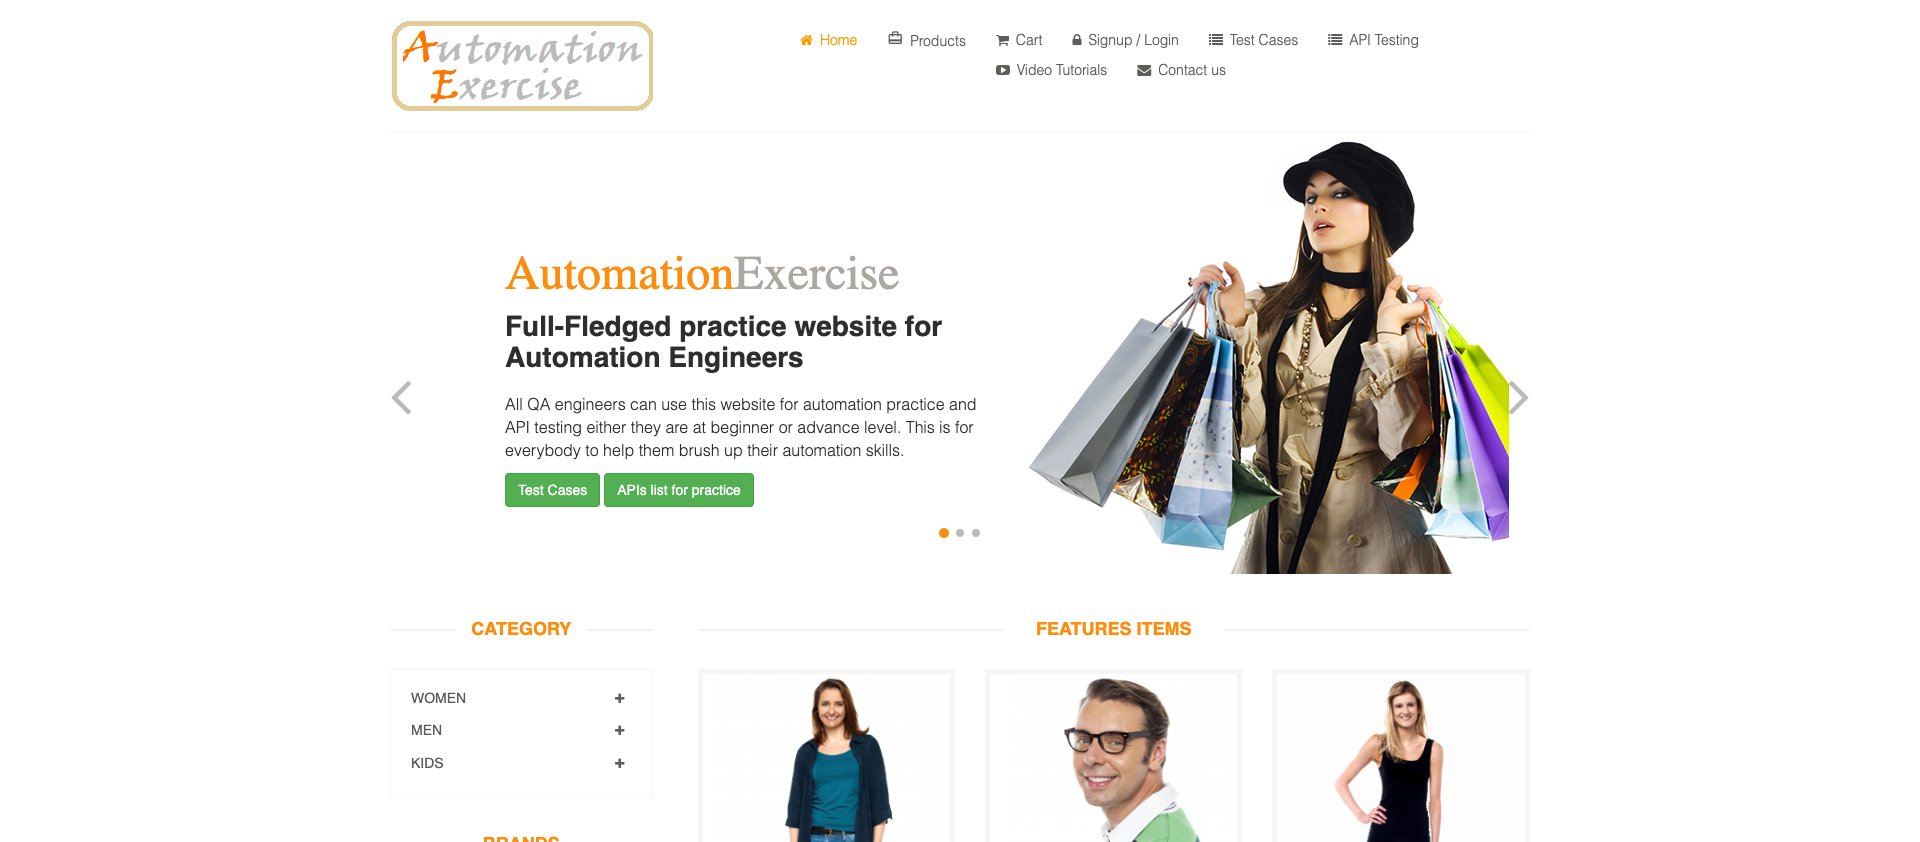 Automation
Exercise
Home
Products
Cart
Signup / Login
Test Cases
API Testing
Video Tutorials
Contact us
AutomationExercise
Full-Fledged practice website for
Automation Engineers
All QA engineers can use this website for automation practice and
API testing either they are at beginner or advance level. This is for
everybody to help them brush up their automation skills.
Test Cases
APIs list for practice
CATEGORY
FEATURES ITEMS
WOMEN
MEN
KIDS
BRANDS